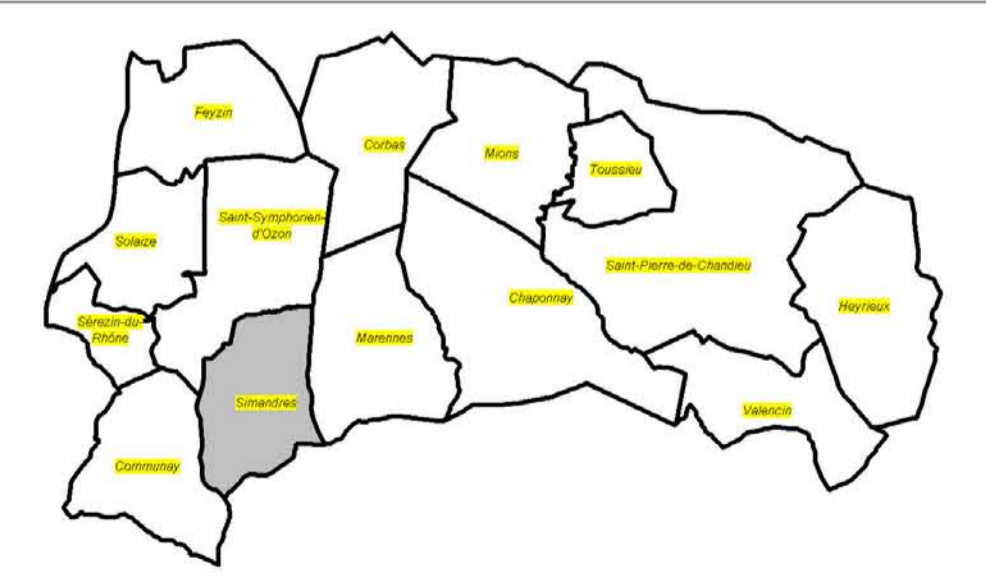 Feyzin
Corbas
Mions
Toussieu
Saint-Symphorien-
d'Ozon
Solaize
Saint-Pierre-de-Chandieu
Chaponnay
Heyrieux
Sérezin-du-
Rhône
Marennes
Simandres
Valencin
Communay